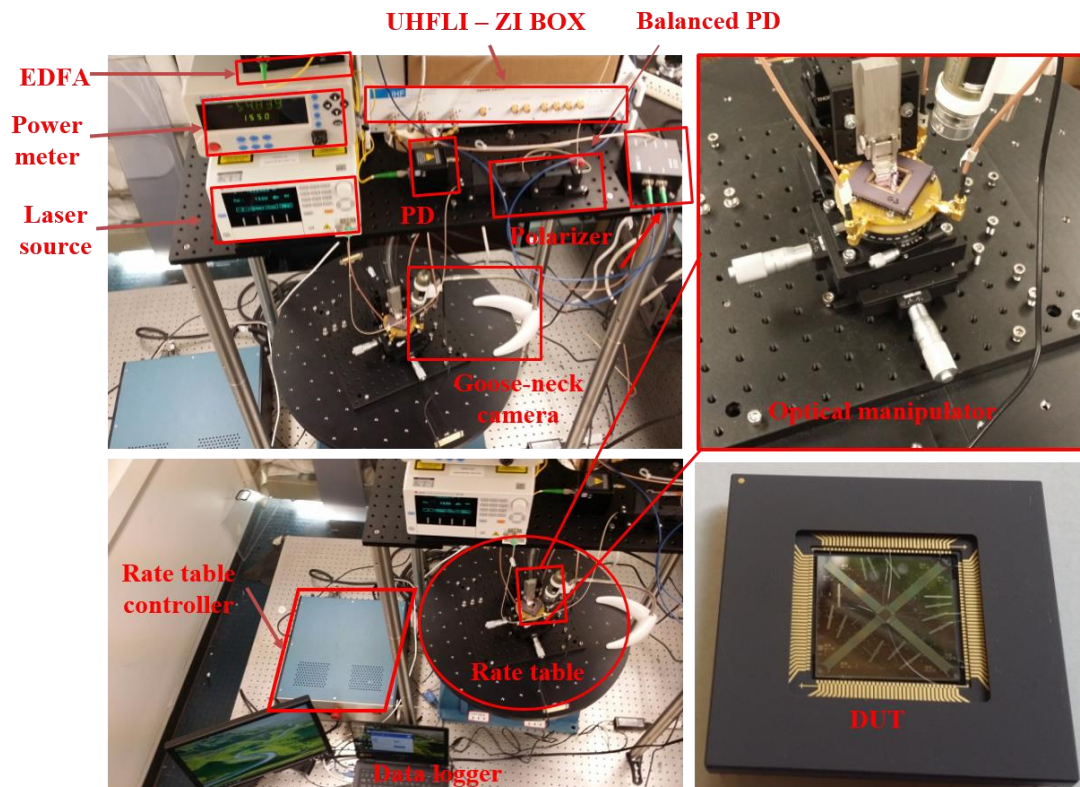 UHFLI – ZI BOX
Balanced PD
EDFA
Power
meter
1550
UHF
Laser
source
PD
Polarizer
Goose-neck
camera
Optical manipulator
Rate table
controller
Rate table
Data logger
DUT